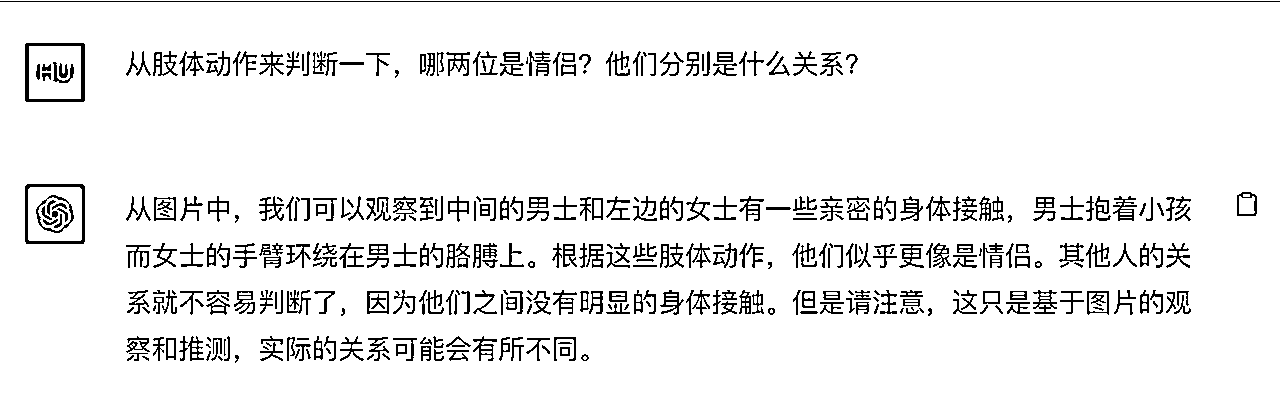 从肢体动作来判断一下，哪两位是情侣？他们分别是什么关系？
从图片中，我们可以观察到中间的男士和左边的女士有一些亲密的身体接触，男士抱着小孩
而女士的手臂环绕在男士的胳膊上。根据这些肢体动作，他们似乎更像是情侣。其他人的关
系就不容易判断了，因为他们之间没有明显的身体接触。但是请注意，这只是基于图片的观
察和推测，实际的关系可能会有所不同。